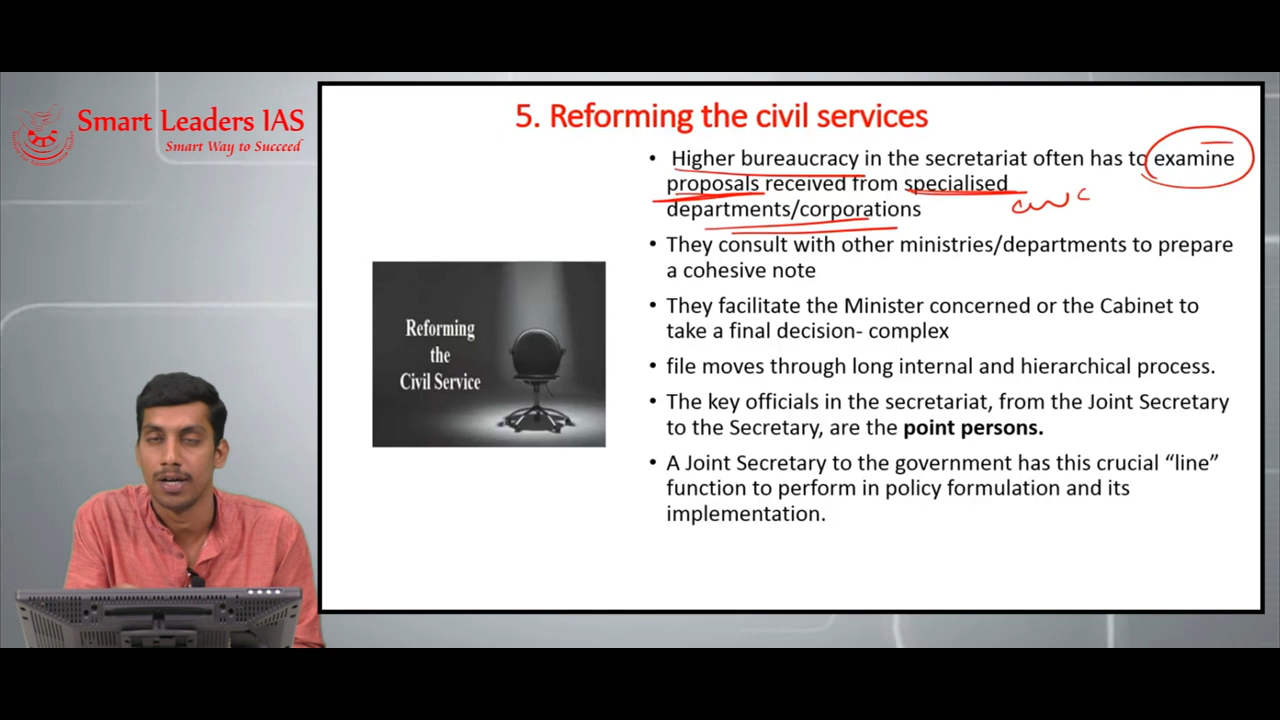 Smart Leaders IAS
Smart Way to Succeed
5. Reforming the civil services
• Higher bureaucracy in the secretariat often has to examine
proposals received from specialised
departments/corporations
• They consult with other ministries/departments to prepare
a cohesive note
• They facilitate the Minister concerned or the Cabinet to
take a final decision- complex
• file moves through long internal and hierarchical process.
• The key officials in the secretariat, from the Joint Secretary
to the Secretary, are the point persons.
• A Joint Secretary to the government has this crucial “line”
function to perform in policy formulation and its
implementation.
Reforming
the
Civil Service